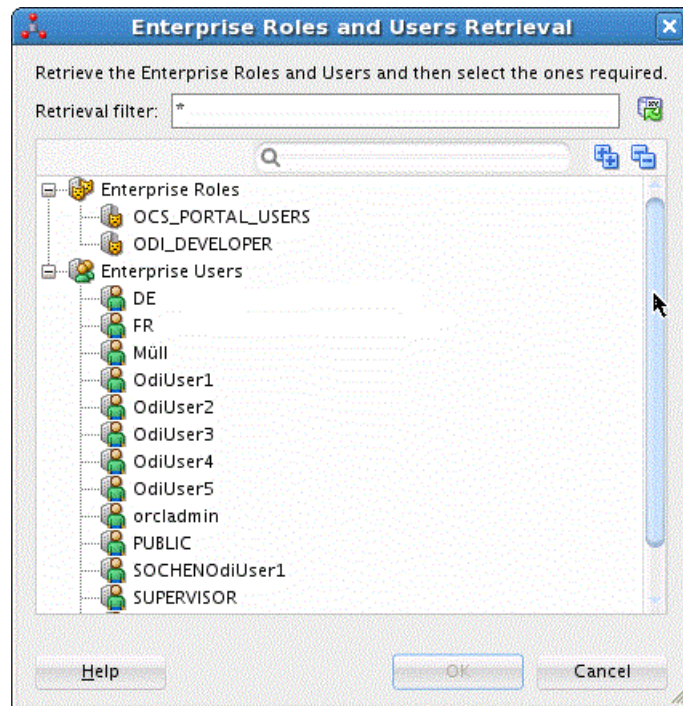 Enterprise Roles and Users Retrieval
Retrieve the Enterprise Roles and Users and then select the ones required.
Retrieval filter: *
Enterprise Roles
OCS_PORTAL_USERS
ODI_DEVELOPER
Enterprise Users
DE
FR
Müll
OdiUser1
OdiUser2
OdiUser3
OdiUser4
OdiUser5
orcladmin
PUBLIC
SOCHENOdiUser1
SUPERVISOR
Help OK Cancel